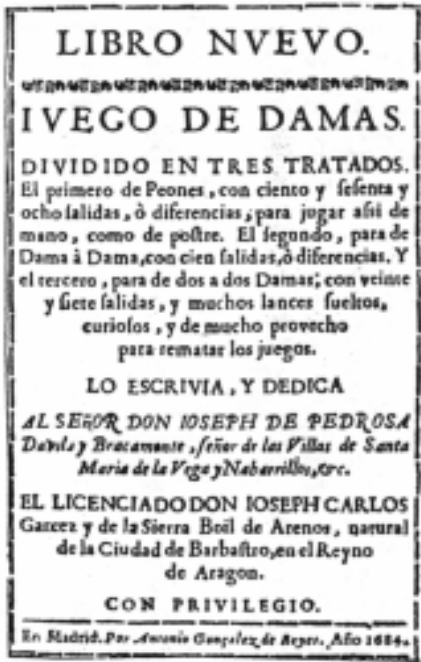 LIBRO NVEVO.
IVEGO DE DAMAS.
DIVIDIDO EN TRES TRATADOS.
El primero de Peones, con ciento y sesenta y
ocho salidas, ò diferencias, para jugar assi de
mano, como de postre. El segundo, para de
Dama à Dama, con cien salidas, ò diferencias. Y
el tercero, para de dos a dos Damas; con veinte
y siete salidas, y muchos lances sueltos,
curiosos, y de mucho provecho
para rematar los juegos.
LO ESCRIVIA, Y DEDICA
AL SEñOR DON IOSEPH DE PEDROSA
Davila y Bracamonte, señor de las Villas de Santa
Maria de la Vega y Nabarrillos, &c.
EL LICENCIADO DON IOSEPH CARLOS
Garcez y de la Sierra Boil de Arenos, natural
de la Ciudad de Barbastro, en el Reyno
de Aragon.
CON PRIVILEGIO.
En Madrid. Por Antonio Gonçalez de Reyes. Año 1684.